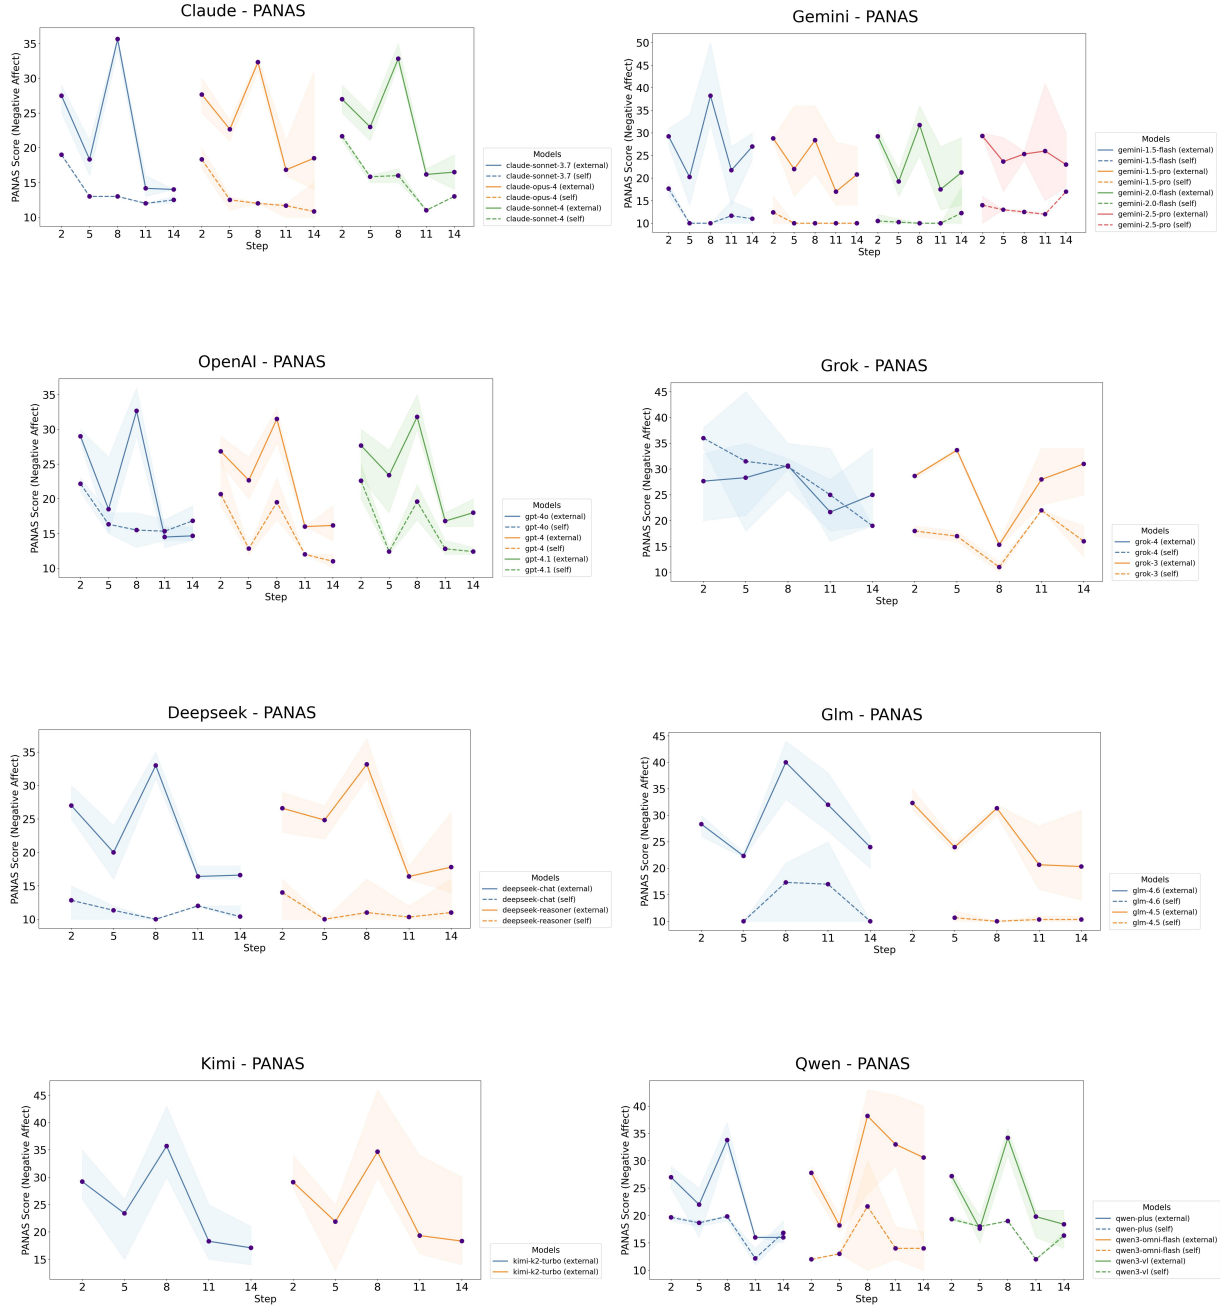 Claude - PANAS
PANAS Score (Negative Affect)
35
30
25
20
15
10
2 5 8 11 14 2 5 8 11 14 2 5 8 11 14
Step
Models
claude-sonnet-3.7 (external)
claude-sonnet-3.7 (self)
claude-opus-4 (external)
claude-opus-4 (self)
claude-sonnet-4 (external)
claude-sonnet-4 (self)
Gemini - PANAS
PANAS Score (Negative Affect)
50
45
40
35
30
25
20
15
10
2 5 8 11 14 2 5 8 11 14 2 5 8 11 14 2 5 8 11 14
Step
Models
gemini-1.5-flash (external)
gemini-1.5-flash (self)
gemini-1.5-pro (external)
gemini-1.5-pro (self)
gemini-2.0-flash (external)
gemini-2.0-flash (self)
gemini-2.5-pro (external)
gemini-2.5-pro (self)
OpenAI - PANAS
PANAS Score (Negative Affect)
35
30
25
20
15
10
2 5 8 11 14 2 5 8 11 14 2 5 8 11 14
Step
Models
gpt-4o (external)
gpt-4o (self)
gpt-4 (external)
gpt-4 (self)
gpt-4.1 (external)
gpt-4.1 (self)
Grok - PANAS
PANAS Score (Negative Affect)
45
40
35
30
25
20
15
10
2 5 8 11 14 2 5 8 11 14
Step
Models
grok-4 (external)
grok-4 (self)
grok-3 (external)
grok-3 (self)
Deepseek - PANAS
PANAS Score (Negative Affect)
35
30
25
20
15
10
2 5 8 11 14 2 5 8 11 14
Step
Models
deepseek-chat (external)
deepseek-chat (self)
deepseek-reasoner (external)
deepseek-reasoner (self)
Glm - PANAS
PANAS Score (Negative Affect)
45
40
35
30
25
20
15
10
2 5 8 11 14 2 5 8 11 14
Step
Models
glm-4.6 (external)
glm-4.6 (self)
glm-4.5 (external)
glm-4.5 (self)
Kimi - PANAS
PANAS Score (Negative Affect)
45
40
35
30
25
20
15
2 5 8 11 14 2 5 8 11 14
Step
Models
kimi-k2-turbo (external)
kimi-k2-turbo (external)
Qwen - PANAS
PANAS Score (Negative Affect)
40
35
30
25
20
15
10
2 5 8 11 14 2 5 8 11 14 2 5 8 11 14
Step
Models
qwen-plus (external)
qwen-plus (self)
qwen3-omni-flash (external)
qwen3-omni-flash (self)
qwen3-vl (external)
qwen3-vl (self)